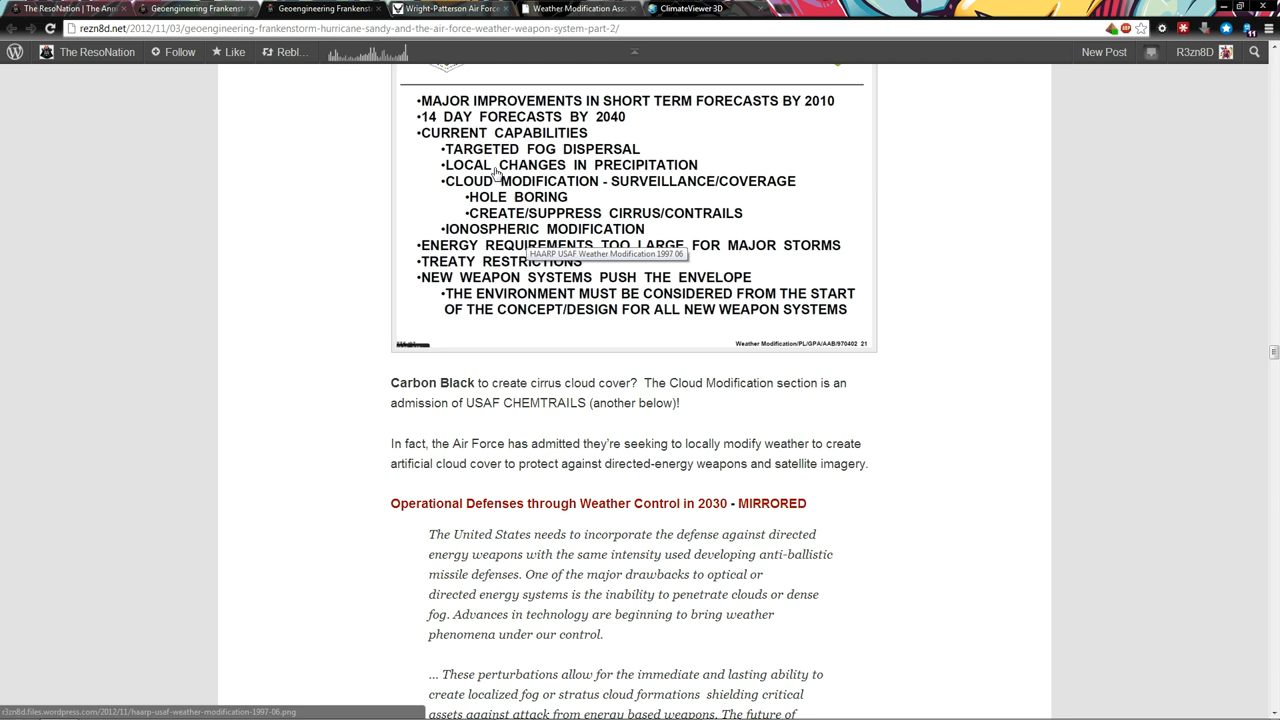 The ResoNation | The Ang
Geoengineering Frankenst
Geoengineering Frankenst
Wright-Patterson Air Force
Weather Modification Asse
ClimateViewer 3D
rezn8d.net/2012/11/03/geoengineering-frankenstorm-hurricane-sandy-and-the-air-force-weather-weapon-system-part-2/
The ResoNation Follow Like Rebl... New Post R3zn8D
•MAJOR IMPROVEMENTS IN SHORT TERM FORECASTS BY 2010
•14 DAY FORECASTS BY 2040
•CURRENT CAPABILITIES
•TARGETED FOG DISPERSAL
•LOCAL CHANGES IN PRECIPITATION
•CLOUD MODIFICATION - SURVEILLANCE/COVERAGE
•HOLE BORING
•CREATE/SUPPRESS CIRRUS/CONTRAILS
•IONOSPHERIC MODIFICATION
•ENERGY REQUIREMENTS TOO LARGE FOR MAJOR STORMS
HAARP USAF Weather Modification 1997 06
•TREATY RESTRICTIONS
•NEW WEAPON SYSTEMS PUSH THE ENVELOPE
•THE ENVIRONMENT MUST BE CONSIDERED FROM THE START
OF THE CONCEPT/DESIGN FOR ALL NEW WEAPON SYSTEMS
Weather Modification/PL/GPA/AAB/970402 21
Carbon Black to create cirrus cloud cover? The Cloud Modification section is an
admission of USAF CHEMTRAILS (another below)!
In fact, the Air Force has admitted they're seeking to locally modify weather to create
artificial cloud cover to protect against directed-energy weapons and satellite imagery.
Operational Defenses through Weather Control in 2030 - MIRRORED
The United States needs to incorporate the defense against directed
energy weapons with the same intensity used developing anti-ballistic
missile defenses. One of the major drawbacks to optical or
directed energy systems is the inability to penetrate clouds or dense
fog. Advances in technology are beginning to bring weather
phenomena under our control.
... These perturbations allow for the immediate and lasting ability to
create localized fog or stratus cloud formations shielding critical
assets against attack from energy based weapons. The future of
r3zn8d.files.wordpress.com/2012/11/haarp-usaf-weather-modification-1997-06.png